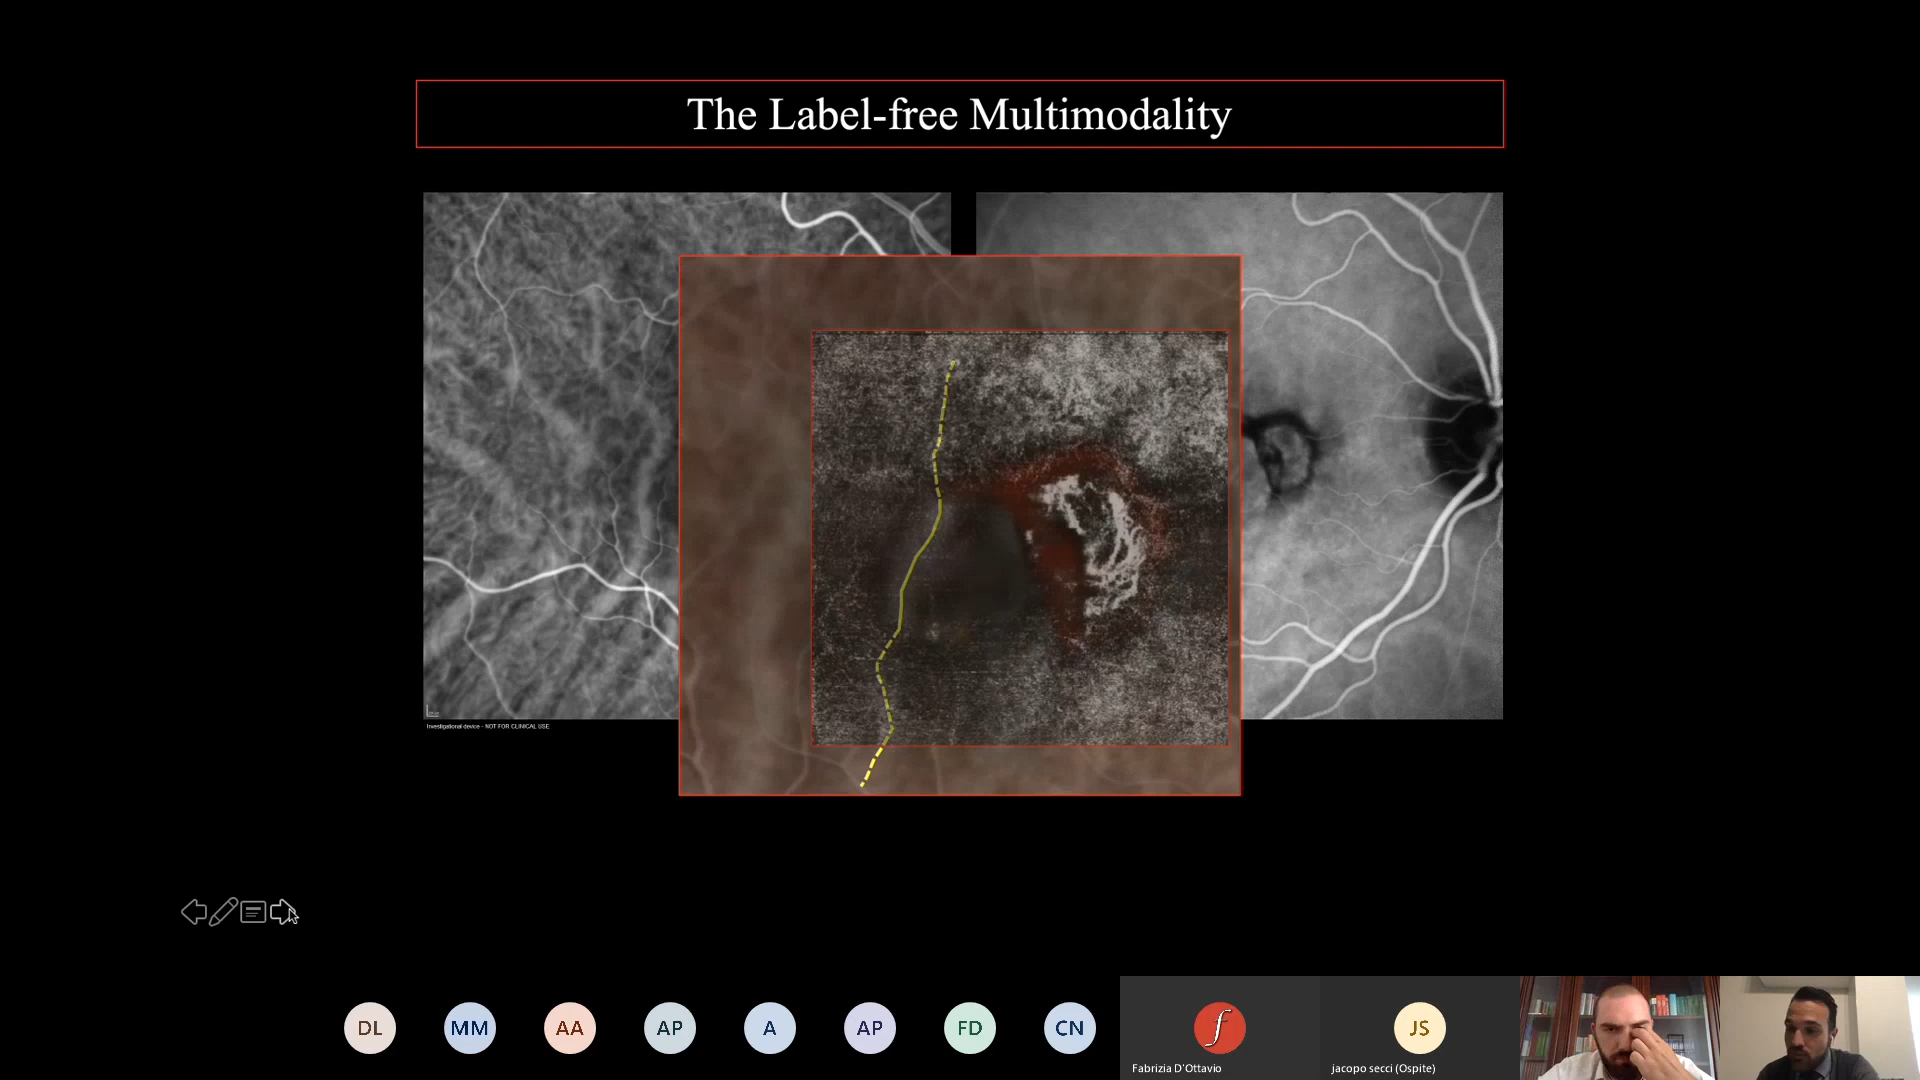 The Label-free Multimodality
Investigational device - NOT FOR CLINICAL USE
DL
MM
AA
AP
A
AP
FD
CN
f
JS
Fabrizia D'Ottavio
jacopo secci (Ospite)